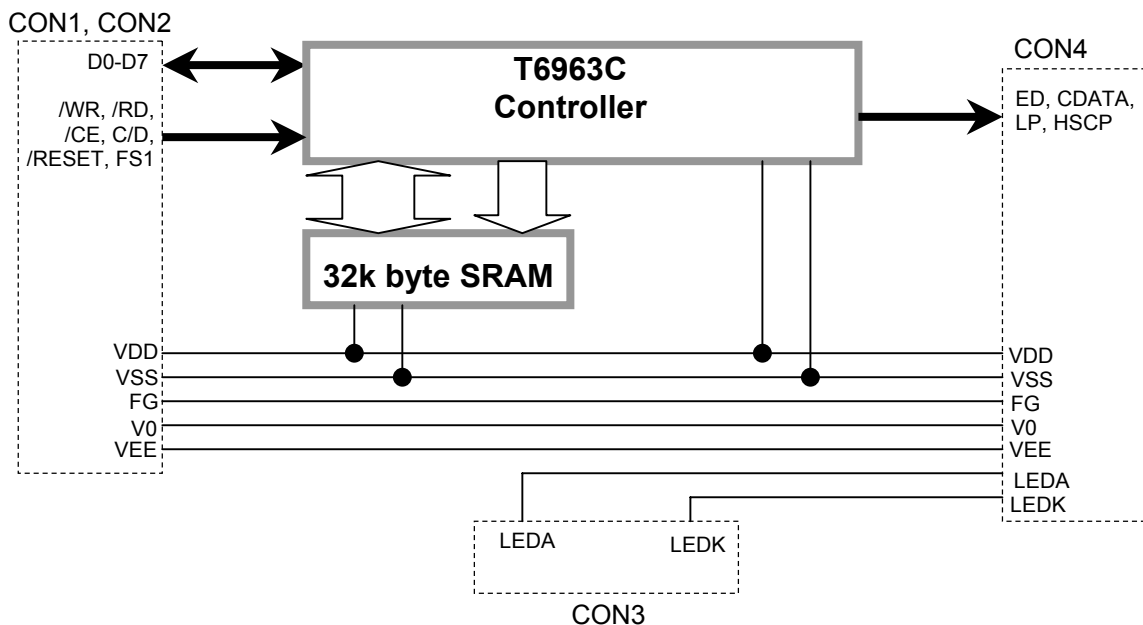 CON1, CON2
D0-D7
/WR, /RD,
/CE, C/D,
/RESET, FS1
T6963C
Controller
CON4
ED, CDATA,
LP, HSCP
32k byte SRAM
VDD
VSS
FG
V0
VEE
VDD
VSS
FG
V0
VEE
LEDA
LEDK
LEDA
LEDK
CON3